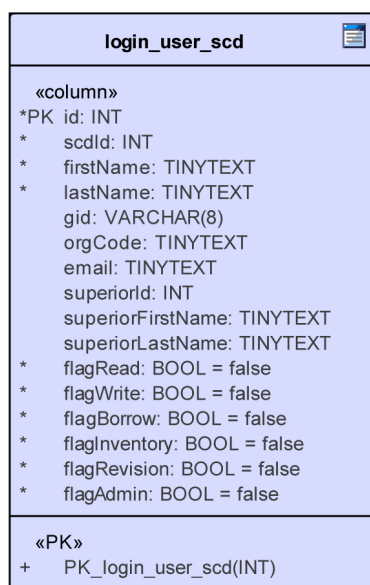 login_user_scd
«column»
*PK id: INT
* scdId: INT
* firstName: TINYTEXT
* lastName: TINYTEXT
gid: VARCHAR(8)
orgCode: TINYTEXT
email: TINYTEXT
superiorId: INT
superiorFirstName: TINYTEXT
superiorLastName: TINYTEXT
* flagRead: BOOL = false
* flagWrite: BOOL = false
* flagBorrow: BOOL = false
* flagInventory: BOOL = false
* flagRevision: BOOL = false
* flagAdmin: BOOL = false
«PK»
+ PK_login_user_scd(INT)